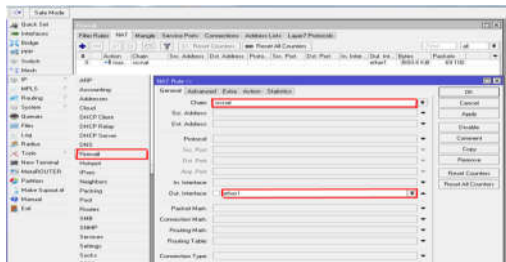 Safe Mode
Quick Set
Interfaces
Bridge
PPP
Switch
Mesh
IP
MPLS
Routing
System
Queues
Files
Log
Radius
Tools
New Terminal
MetaROUTER
Partition
Make Supout.rif
Manual
Exit
ARP
Accounting
Addresses
Cloud
DHCP Client
DHCP Relay
DHCP Server
DNS
Firewall
Hotspot
IPsec
Neighbors
Packing
Pool
Routes
SMB
SNMP
Services
Settings
Socks
Firewall
Filter Rules NAT Mangle Service Ports Connections Address Lists Layer7 Protocols
Reset Counters Reset All Counters all
# Action Chain Src. Address Dst. Address Proto... Src. Port Dst. Port In. Inter... Out. Int... Bytes Packets
0 srcnat ether1
NAT Rule <>
General Advanced Extra Action Statistics
Chain: srcnat
Src. Address:
Dst. Address:
Protocol:
Src. Port:
Dst. Port:
Any. Port:
In. Interface:
Out. Interface: ether1
Packet Mark:
Connection Mark:
Routing Mark:
Routing Table:
Connection Type:
OK
Cancel
Apply
Disable
Comment
Copy
Remove
Reset Counters
Reset All Counters